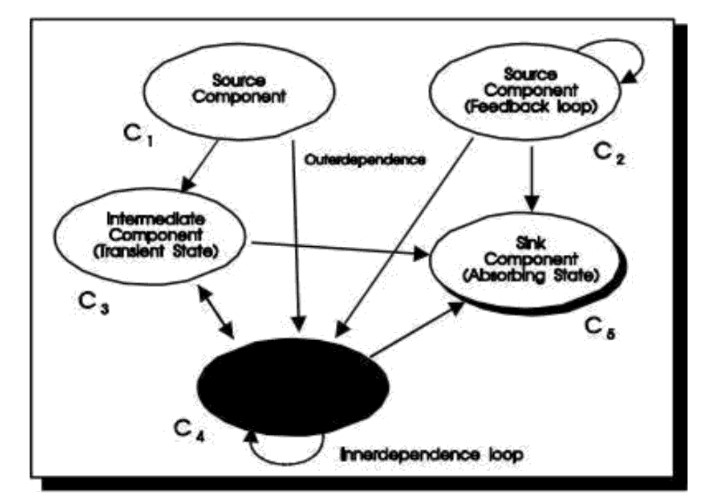 Source
Component
C1
Source
Component
(Feedback loop)
C2
Outerdependence
Intermediate
Component
(Transient State)
C3
Sink
Component
(Absorbing State)
C5
C4
Innerdependence loop